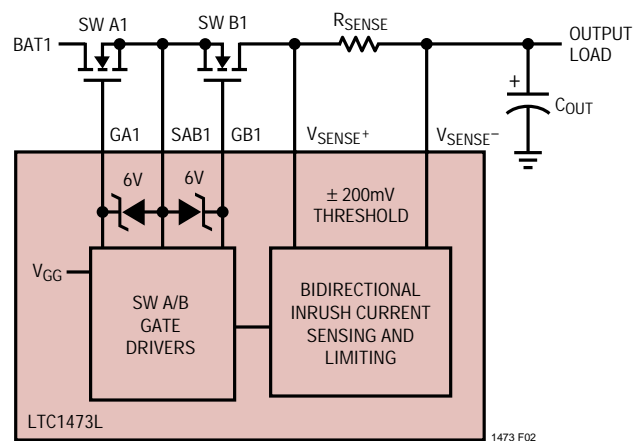 SW A1
SW B1
RSENSE
BAT1
OUTPUT
LOAD
+
COUT
GA1
SAB1
GB1
VSENSE+
VSENSE–
6V
6V
± 200mV
THRESHOLD
VGG
SW A/B
GATE
DRIVERS
BIDIRECTIONAL
INRUSH CURRENT
SENSING AND
LIMITING
LTC1473L
1473 F02